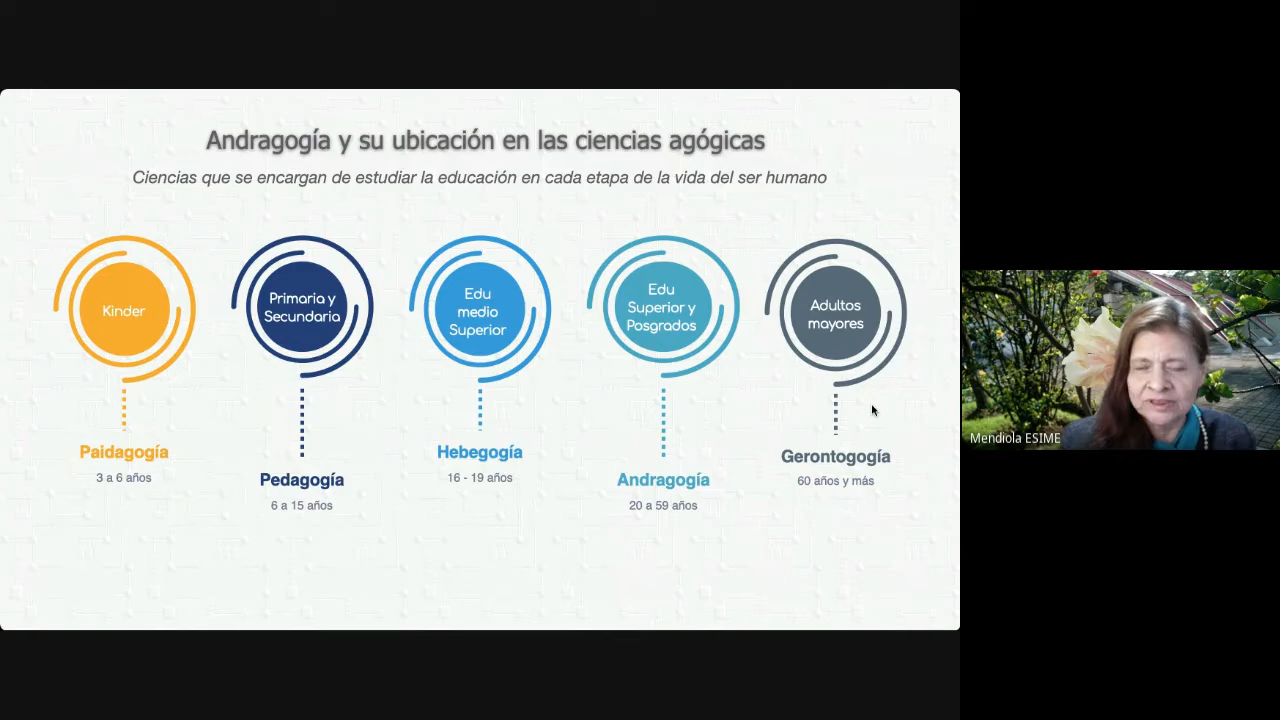 Andragogía y su ubicación en las ciencias agógicas
Ciencias que se encargan de estudiar la educación en cada etapa de la vida del ser humano
Kinder
Paidagogía
3 a 6 años
Primaria y
Secundaria
Pedagogía
6 a 15 años
Edu
medio
Superior
Hebegogía
16 - 19 años
Edu
Superior y
Posgrados
Andragogía
20 a 59 años
Adultos
mayores
Gerontogogía
60 años y más
Mendiola ESIME